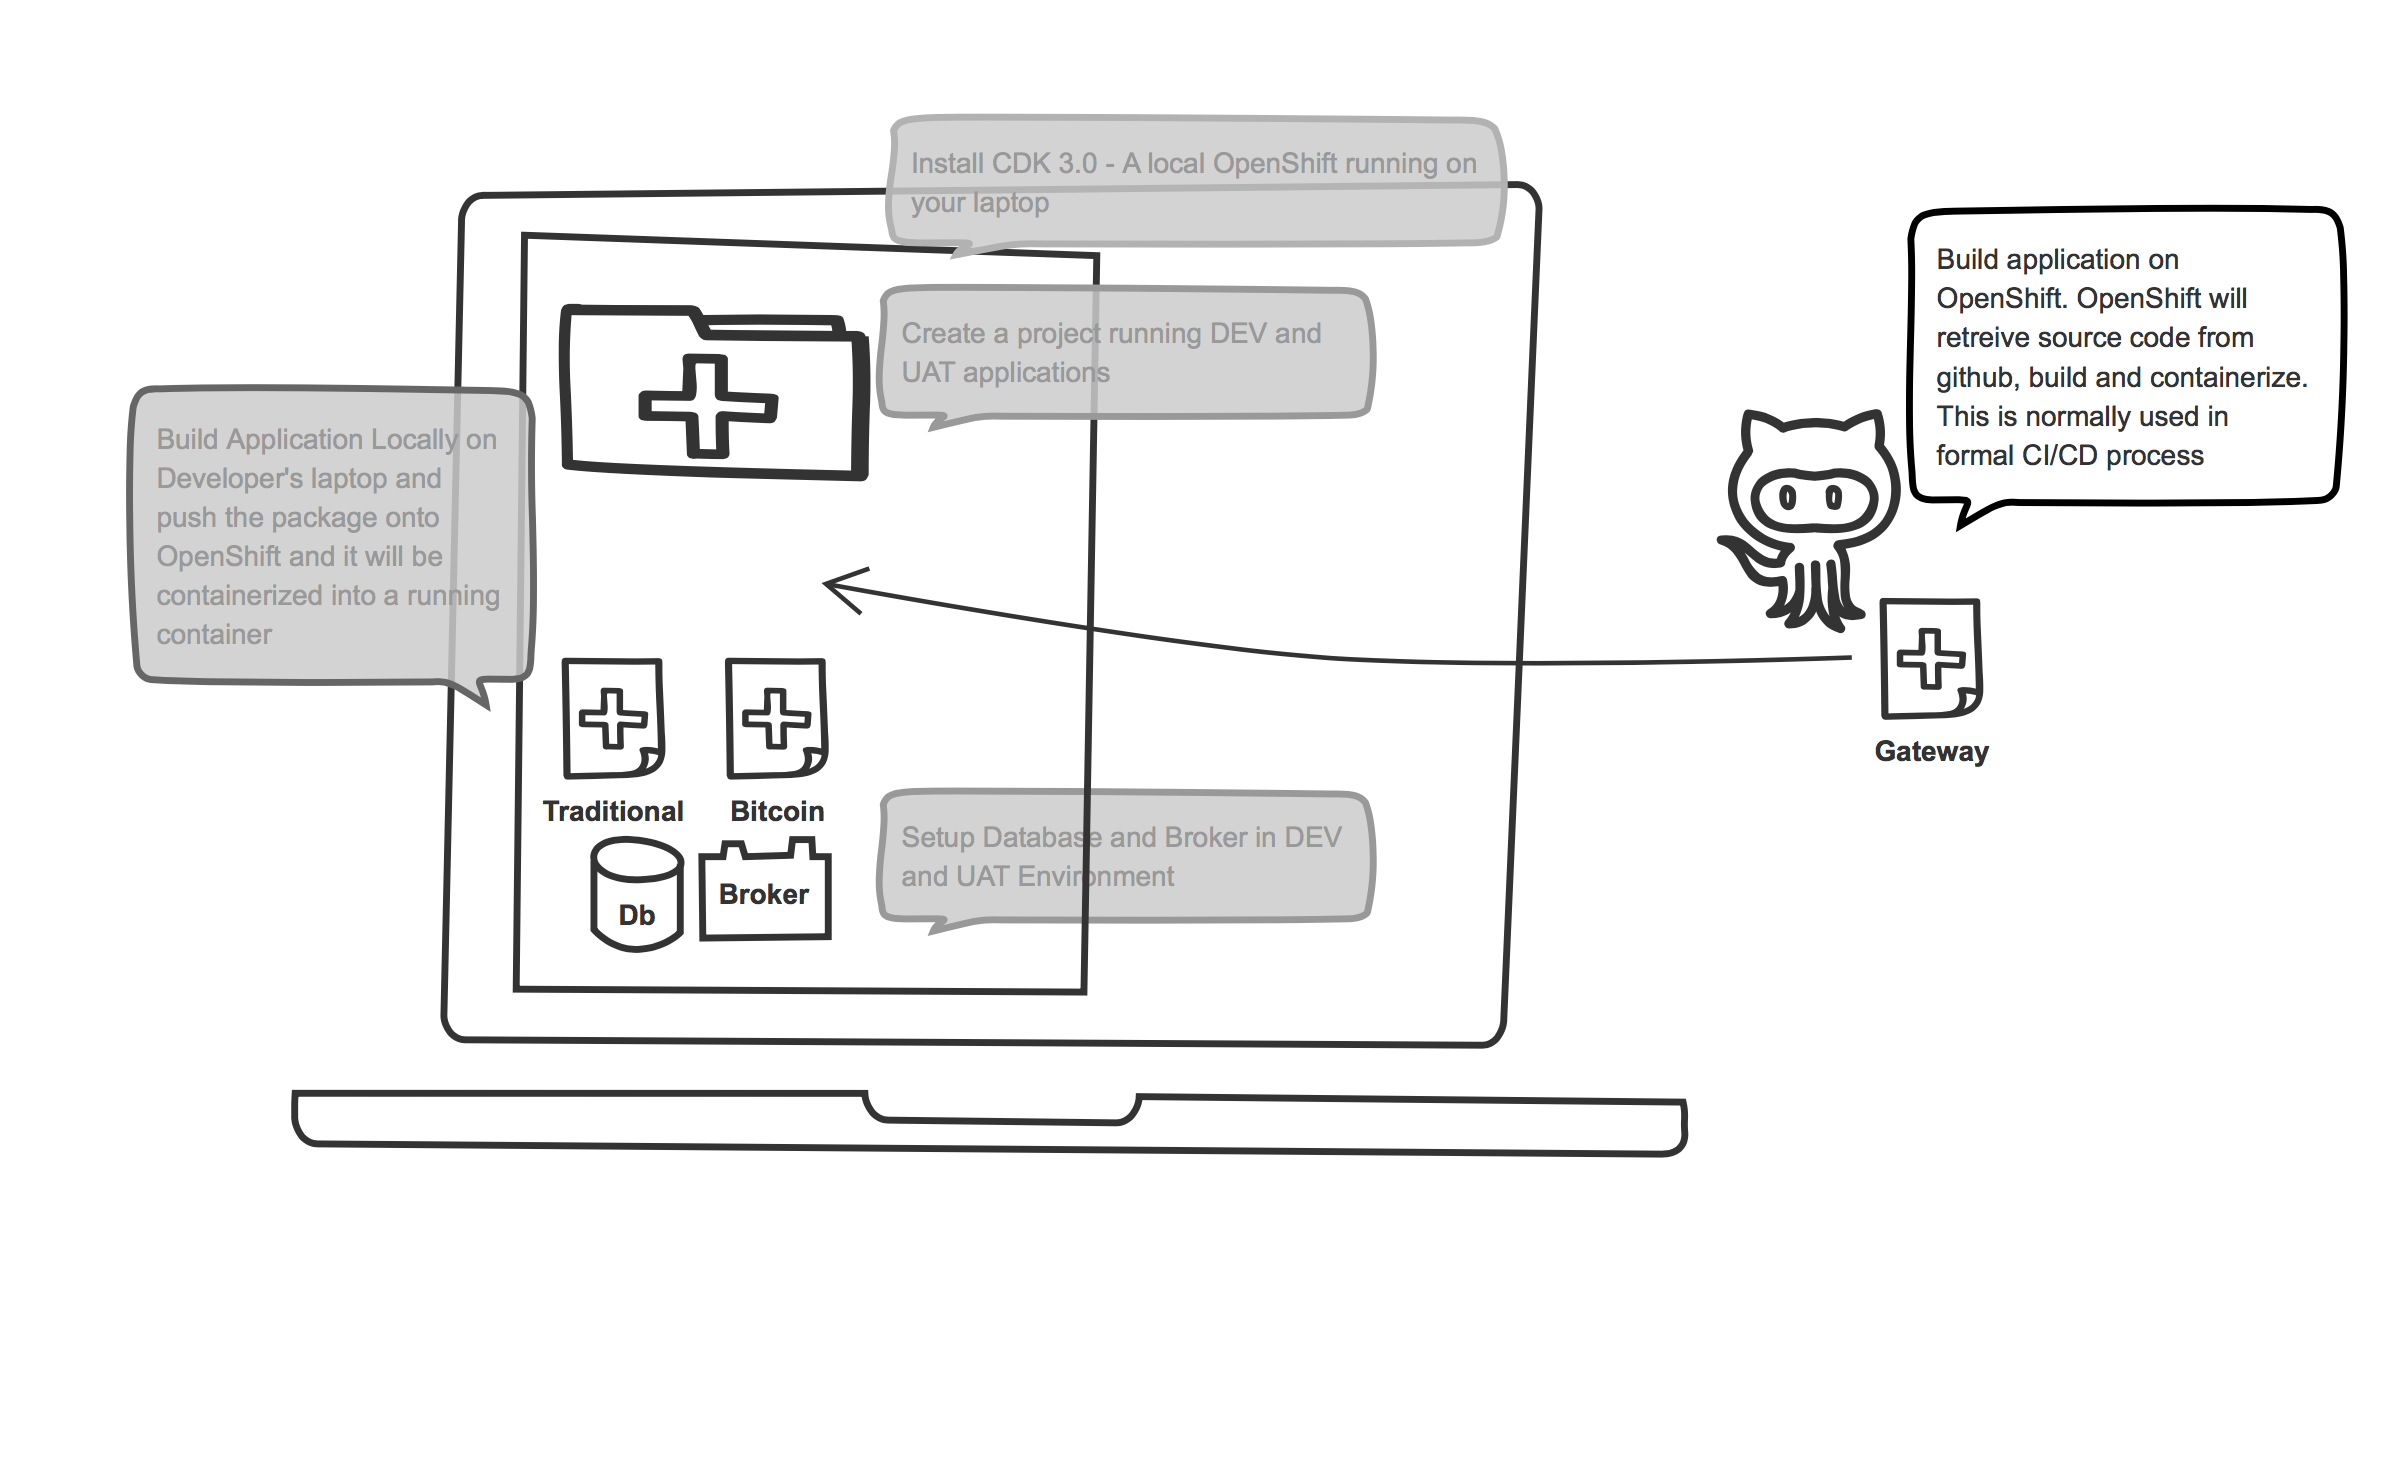 Install CDK 3.0 - A local OpenShift running on
your laptop
Create a project running DEV and
UAT applications
Build Application Locally on
Developer's laptop and
push the package onto
OpenShift and it will be
containerized into a running
container
Build application on
OpenShift. OpenShift will
retreive source code from
github, build and containerize.
This is normally used in
formal CI/CD process
Gateway
Traditional
Bitcoin
Db
Broker
Setup Database and Broker in DEV
and UAT Environment